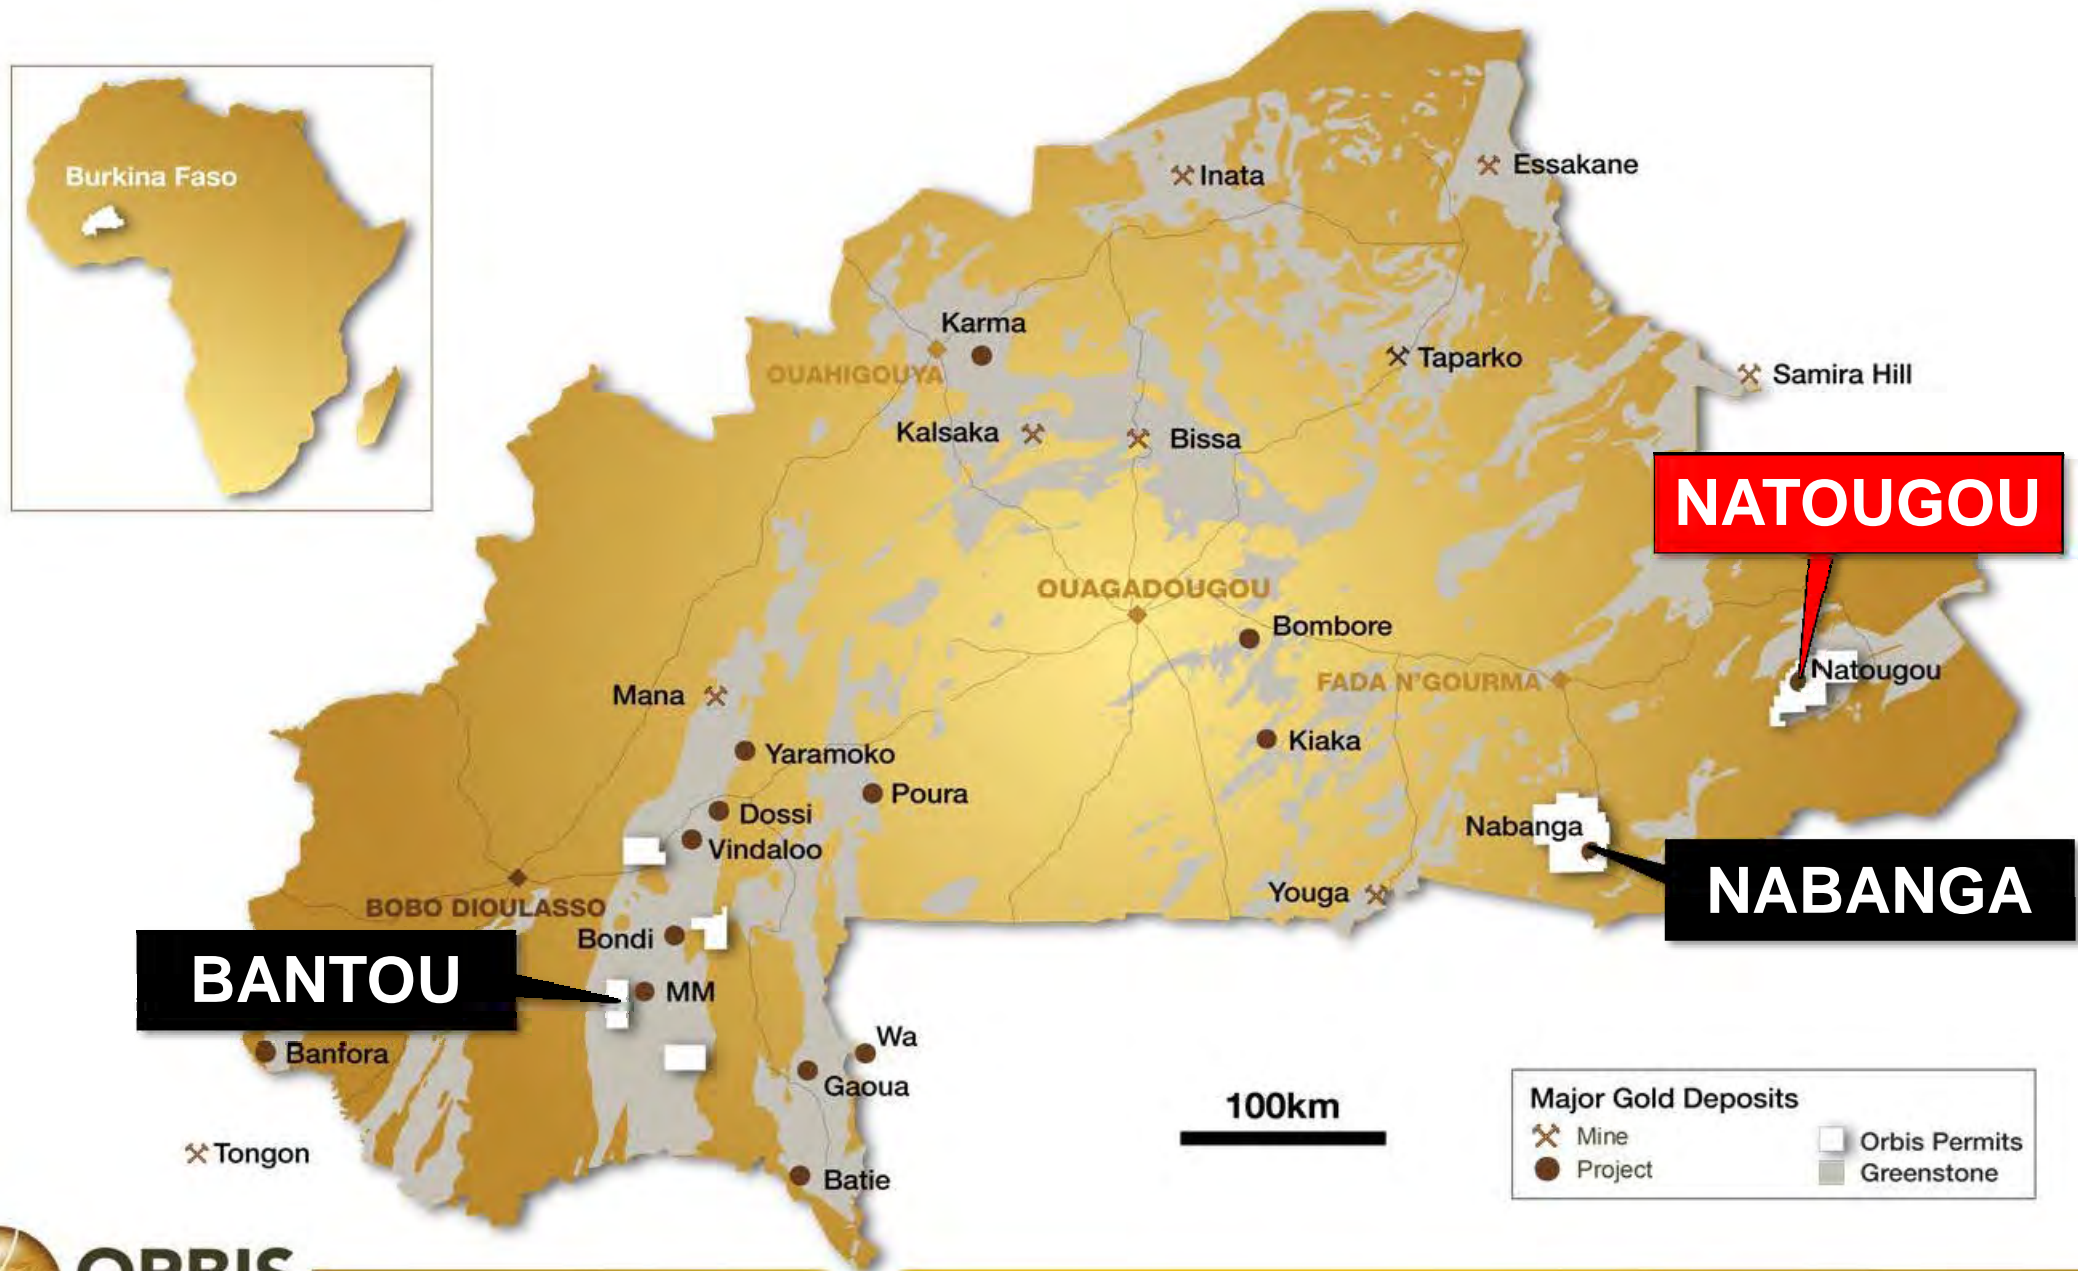 Burkina Faso
Inata
Essakane
Karma
OUAHIGOUYA
Taparko
Samira Hill
Kalsaka
Bissa
NATOUGOU
OUAGADOUGOU
Bombore
FADA N'GOURMA
Natougou
Mana
Yaramoko
Kiaka
Poura
Dossi
Vindaloo
Nabanga
NABANGA
Youga
BOBO DIOULASSO
Bondi
BANTOU
MM
Wa
Banfora
Gaoua
Tongon
Batie
100km
Major Gold Deposits
Mine
Project
Orbis Permits
Greenstone
ORBIS